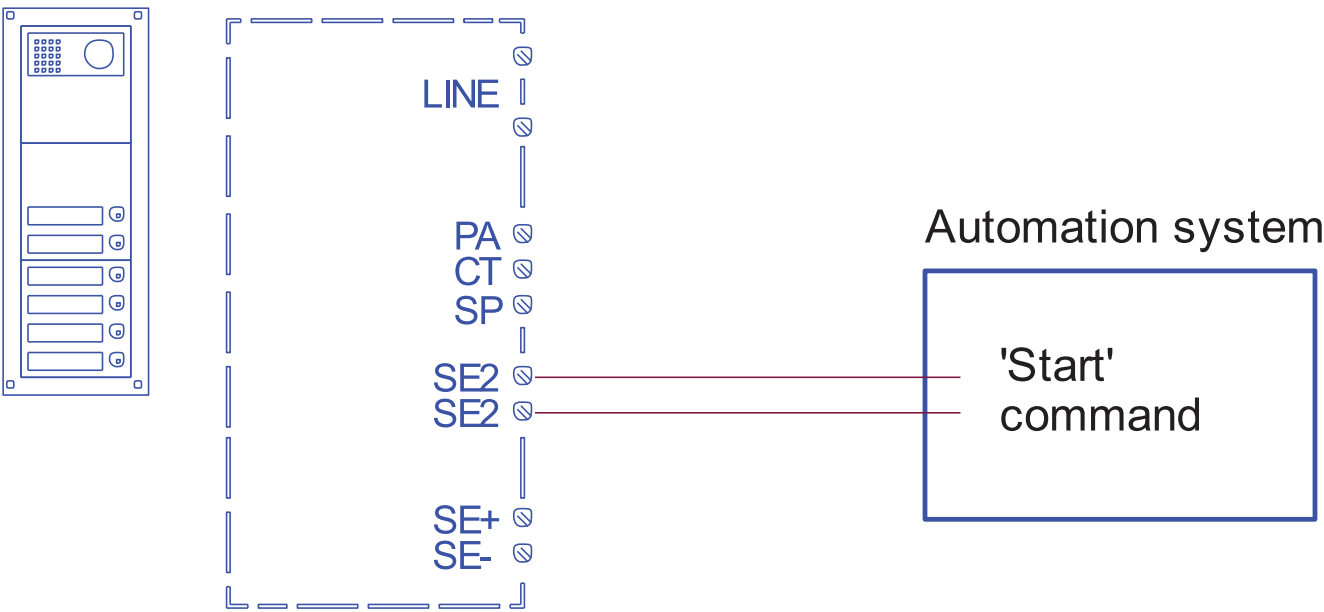 LINE
PA
CT
SP
SE2
SE2
SE+
SE-
Automation system
'Start'
command